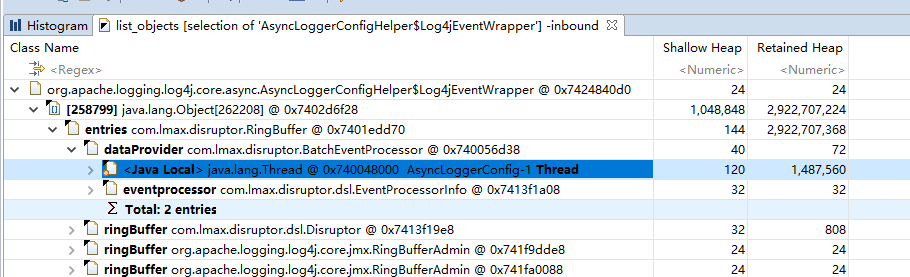 Histogram list_objects [selection of 'AsyncLoggerConfigHelper$Log4jEventWrapper'] -inbound
Class Name Shallow Heap Retained Heap
<Regex> <Numeric> <Numeric>
org.apache.logging.log4j.core.async.AsyncLoggerConfigHelper$Log4jEventWrapper @ 0x7424840d0 24 24
[258799] java.lang.Object[262208] @ 0x7402d6f28 1,048,848 2,922,707,224
entries com.lmax.disruptor.RingBuffer @ 0x7401edd70 144 2,922,707,368
dataProvider com.lmax.disruptor.BatchEventProcessor @ 0x740056d38 40 72
<Java Local> java.lang.Thread @ 0x740048000 AsyncLoggerConfig-1 Thread 120 1,487,560
eventprocessor com.lmax.disruptor.dsl.EventProcessorInfo @ 0x7413f1a08 32 32
Σ Total: 2 entries
ringBuffer com.lmax.disruptor.dsl.Disruptor @ 0x7413f19e8 32 808
ringBuffer org.apache.logging.log4j.core.jmx.RingBufferAdmin @ 0x741f9dde8 24 24
ringBuffer org.apache.logging.log4j.core.jmx.RingBufferAdmin @ 0x741fa0088 24 24